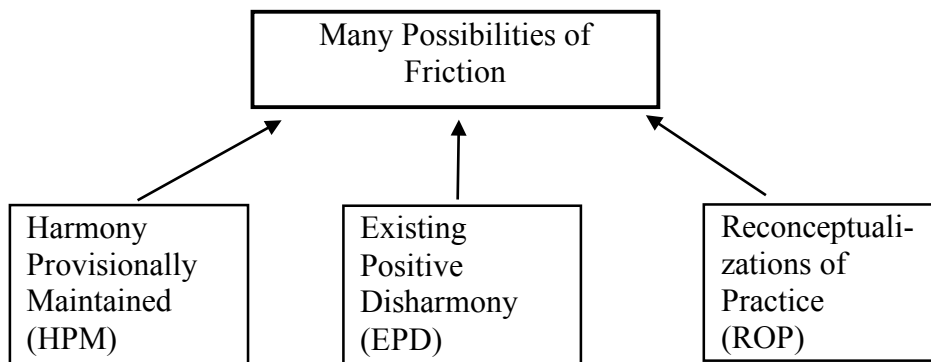 Many Possibilities of
Friction
Harmony
Provisionally
Maintained
(HPM)
Existing
Positive
Disharmony
(EPD)
Reconceptuali-
zations of
Practice
(ROP)